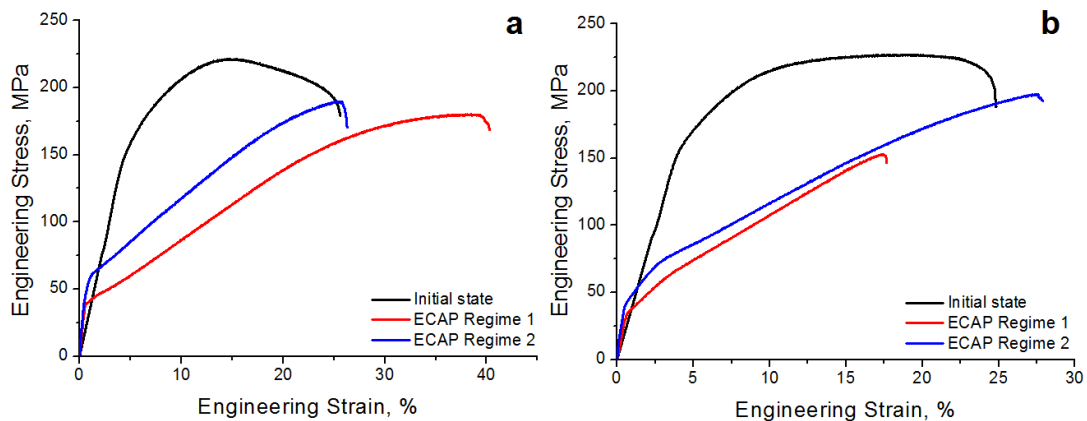 a
250
200
150
100
50
0
Engineering Stress, MPa
Initial state
ECAP Regime 1
ECAP Regime 2
0 10 20 30 40
Engineering Strain, %
b
250
200
150
100
50
0
Engineering Stress, MPa
Initial state
ECAP Regime 1
ECAP Regime 2
0 5 10 15 20 25 30
Engineering Strain, %